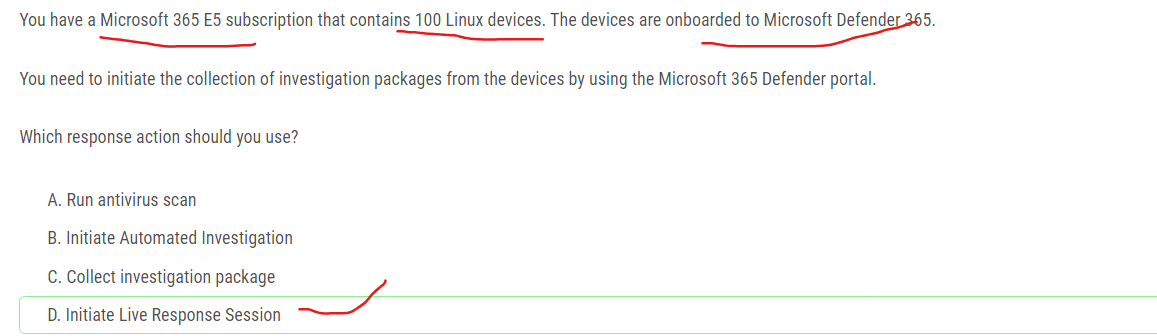 You have a Microsoft 365 E5 subscription that contains 100 Linux devices. The devices are onboarded to Microsoft Defender 365.
You need to initiate the collection of investigation packages from the devices by using the Microsoft 365 Defender portal.
Which response action should you use?
A. Run antivirus scan
B. Initiate Automated Investigation
C. Collect investigation package
D. Initiate Live Response Session